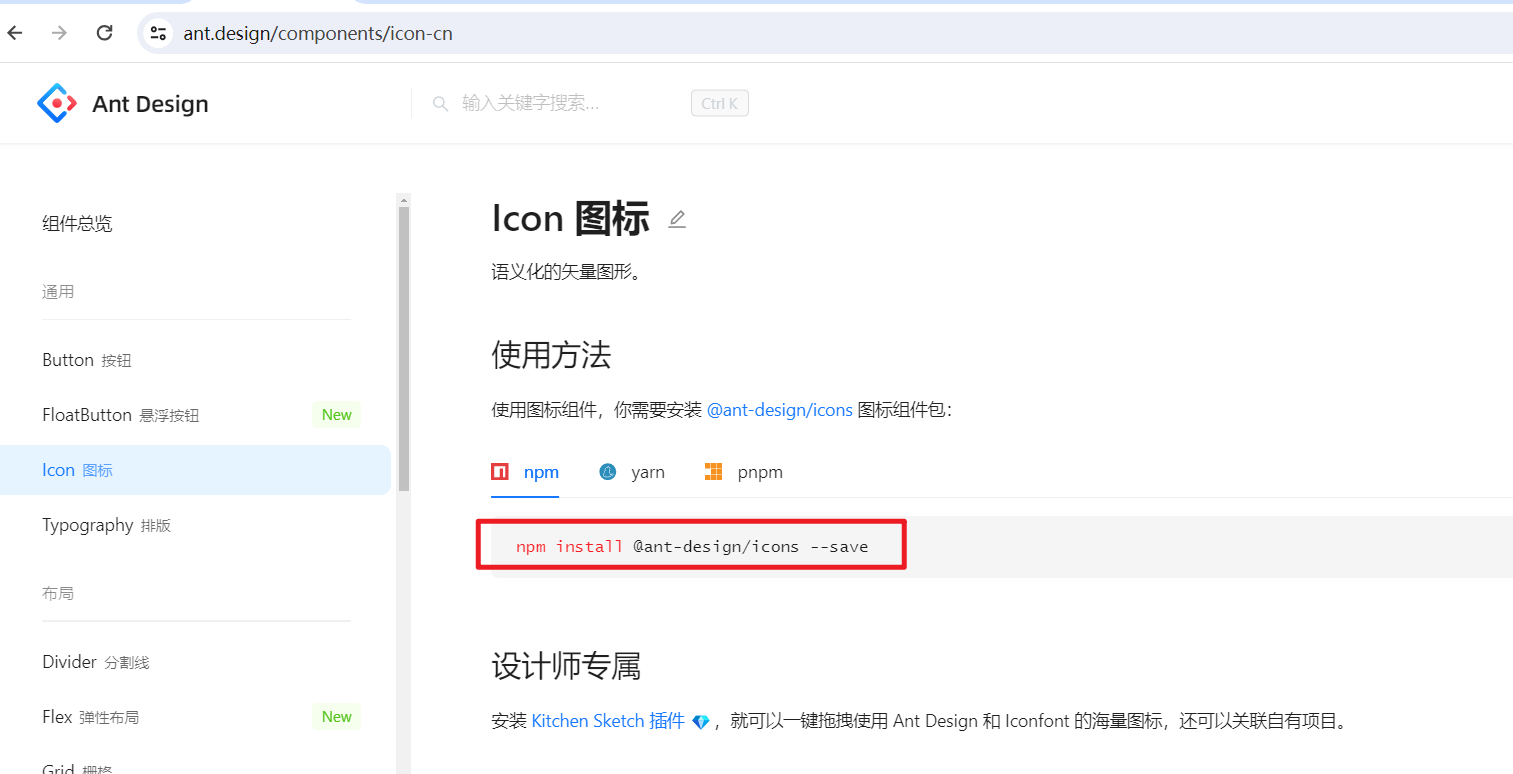 ant.design/components/icon-cn
Ant Design
输入关键字搜索...
Ctrl K
组件总览
通用
Button 按钮
FloatButton 悬浮按钮 New
Icon 图标
Typography 排版
布局
Divider 分割线
Flex 弹性布局 New
Grid 栅格
Icon 图标
语义化的矢量图形。
使用方法
使用图标组件，你需要安装 @ant-design/icons 图标组件包：
npm yarn pnpm
npm install @ant-design/icons --save
设计师专属
安装 Kitchen Sketch 插件 💎，就可以一键拖拽使用 Ant Design 和 Iconfont 的海量图标，还可以关联自有项目。